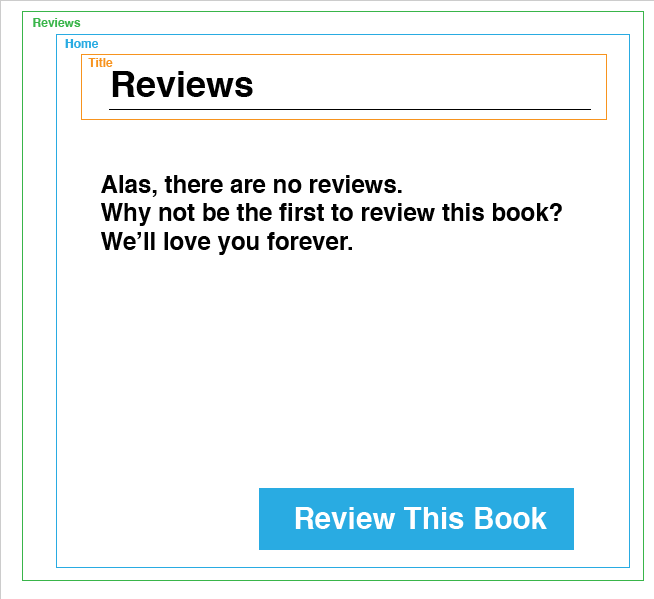 Reviews
Home
Title
Reviews
Alas, there are no reviews.
Why not be the first to review this book?
We’ll love you forever.
Review This Book